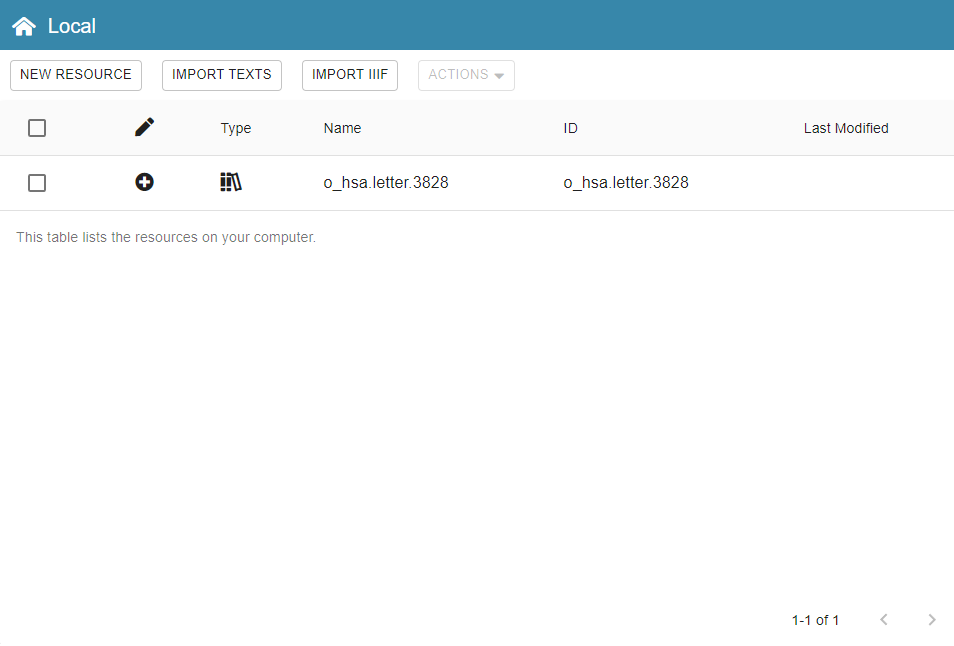 Local
NEW RESOURCE IMPORT TEXTS IMPORT IIIF ACTIONS
Type Name ID Last Modified
o_hsa.letter.3828 o_hsa.letter.3828
This table lists the resources on your computer.
1-1 of 1